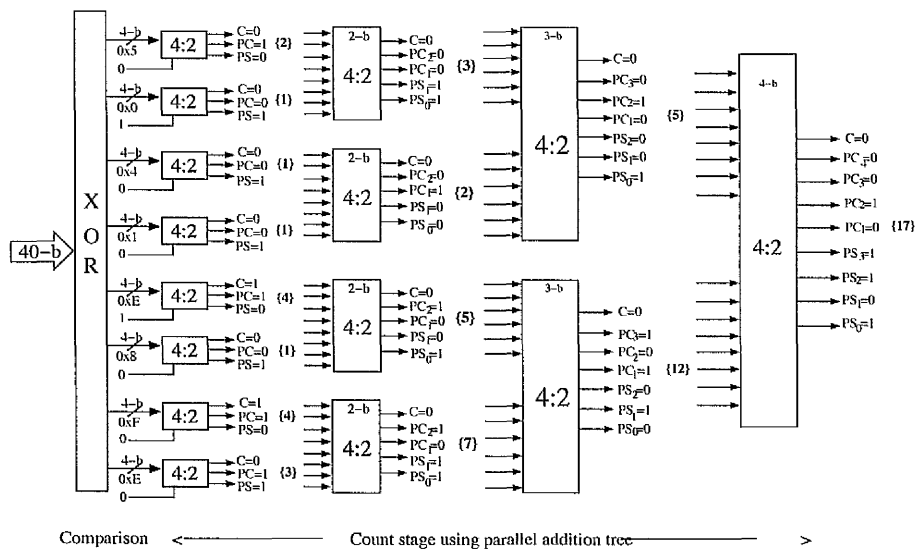 40-b
X
O
R
4-b
0x5
0
4:2
C=0
PC=1
PS=0
{2}
4-b
0x0
1
4:2
C=0
PC=0
PS=1
{1}
4-b
0x4
0
4:2
C=0
PC=0
PS=1
{1}
4-b
0x1
0
4:2
C=0
PC=0
PS=1
{1}
4-b
0xE
1
4:2
C=1
PC=1
PS=0
{4}
4-b
0x8
0
4:2
C=0
PC=0
PS=1
{1}
4-b
0xF
0
4:2
C=1
PC=1
PS=0
{4}
4-b
0xE
0
4:2
C=0
PC=1
PS=1
{3}
2-b
4:2
C=0
PC2=0
PC1=0
PS1=1
PS0=0
{3}
2-b
4:2
C=0
PC2=0
PC1=1
PS1=0
PS0=0
{2}
2-b
4:2
C=0
PC2=1
PC1=0
PS1=0
PS0=1
{5}
2-b
4:2
C=0
PC2=1
PC1=0
PS1=1
PS0=1
{7}
3-b
4:2
C=0
PC3=0
PC2=1
PC1=0
PS2=0
PS1=0
PS0=1
{5}
3-b
4:2
C=0
PC3=1
PC2=0
PC1=1
PS2=0
PS1=1
PS0=0
{12}
4-b
4:2
C=0
PC4=0
PC3=0
PC2=1
PC1=0
PS3=1
PS2=1
PS1=0
PS0=1
{17}
Comparison
Count stage using parallel addition tree